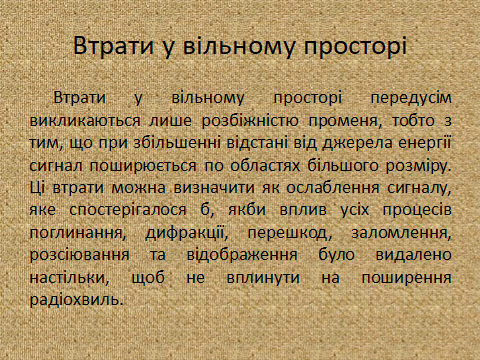 Втрати у вільному просторі
Втрати у вільному просторі передусім
викликаються лише розбіжністю променя, тобто з
тим, що при збільшенні відстані від джерела енергії
сигнал поширюється по областях більшого розміру.
Ці втрати можна визначити як ослаблення сигналу,
яке спостерігалося б, якби вплив усіх процесів
поглинання, дифракції, перешкод, заломлення,
розсіювання та відображення було видалено
настільки, щоб не вплинути на поширення
радіохвиль.